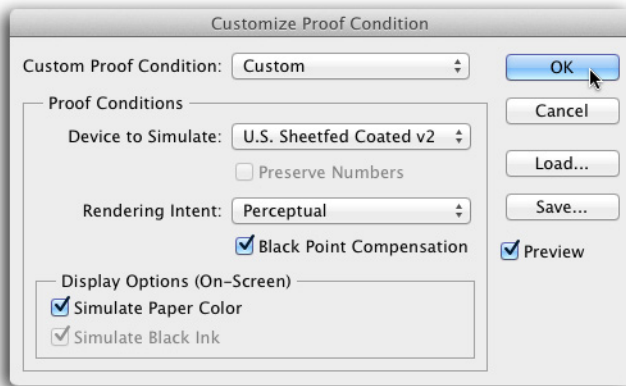 Customize Proof Condition
Custom Proof Condition: Custom
OK
Proof Conditions
Cancel
Device to Simulate: U.S. Sheetfed Coated v2
Preserve Numbers
Load...
Rendering Intent: Perceptual
Save...
Black Point Compensation
Preview
Display Options (On-Screen)
Simulate Paper Color
Simulate Black Ink